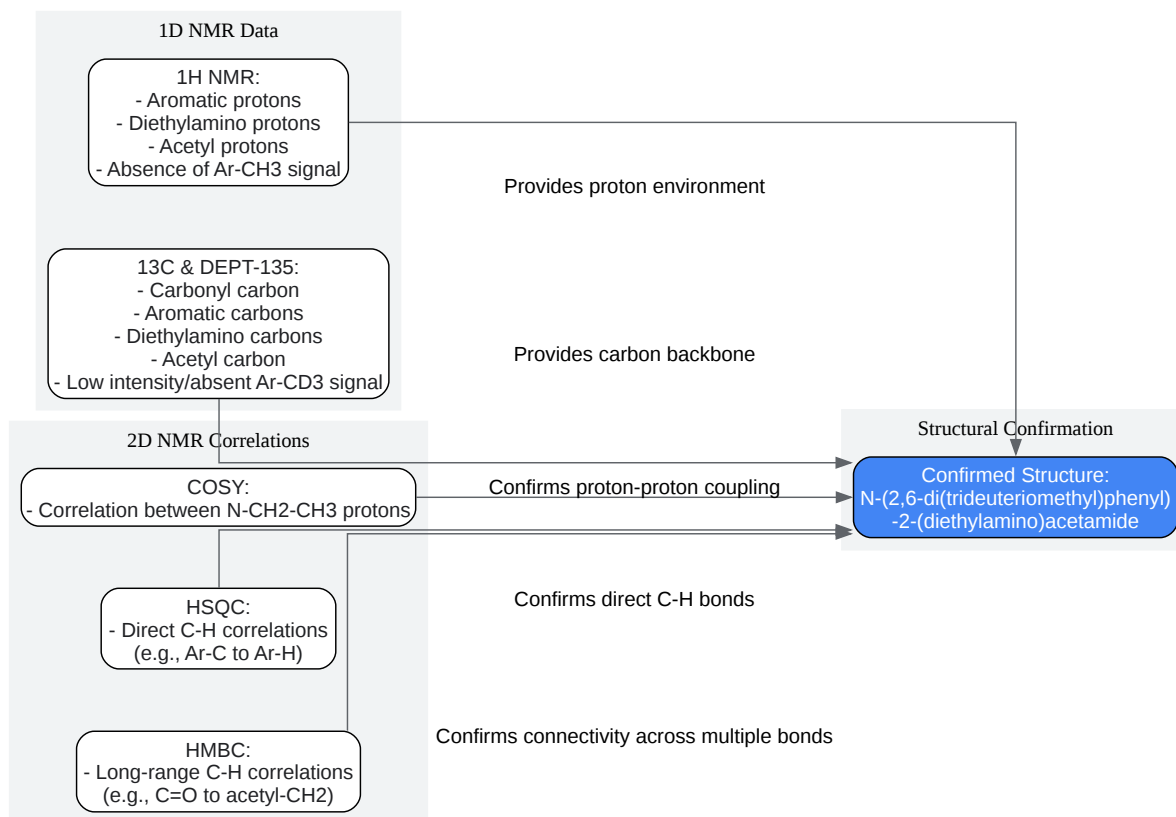 1D NMR Data
1H NMR:
- Aromatic protons
- Diethylamino protons
- Acetyl protons
- Absence of Ar-CH3 signal
Provides proton environment
13C & DEPT-135:
- Carbonyl carbon
- Aromatic carbons
- Diethylamino carbons
- Acetyl carbon
- Low intensity/absent Ar-CD3 signal
Provides carbon backbone
2D NMR Correlations
COSY:
- Correlation between N-CH2-CH3 protons
Confirms proton-proton coupling
Structural Confirmation
Confirmed Structure:
N-(2,6-di(trideuteriomethyl)phenyl)
-2-(diethylamino)acetamide
HSQC:
- Direct C-H correlations
(e.g., Ar-C to Ar-H)
Confirms direct C-H bonds
HMBC:
- Long-range C-H correlations
(e.g., C=O to acetyl-CH2)
Confirms connectivity across multiple bonds